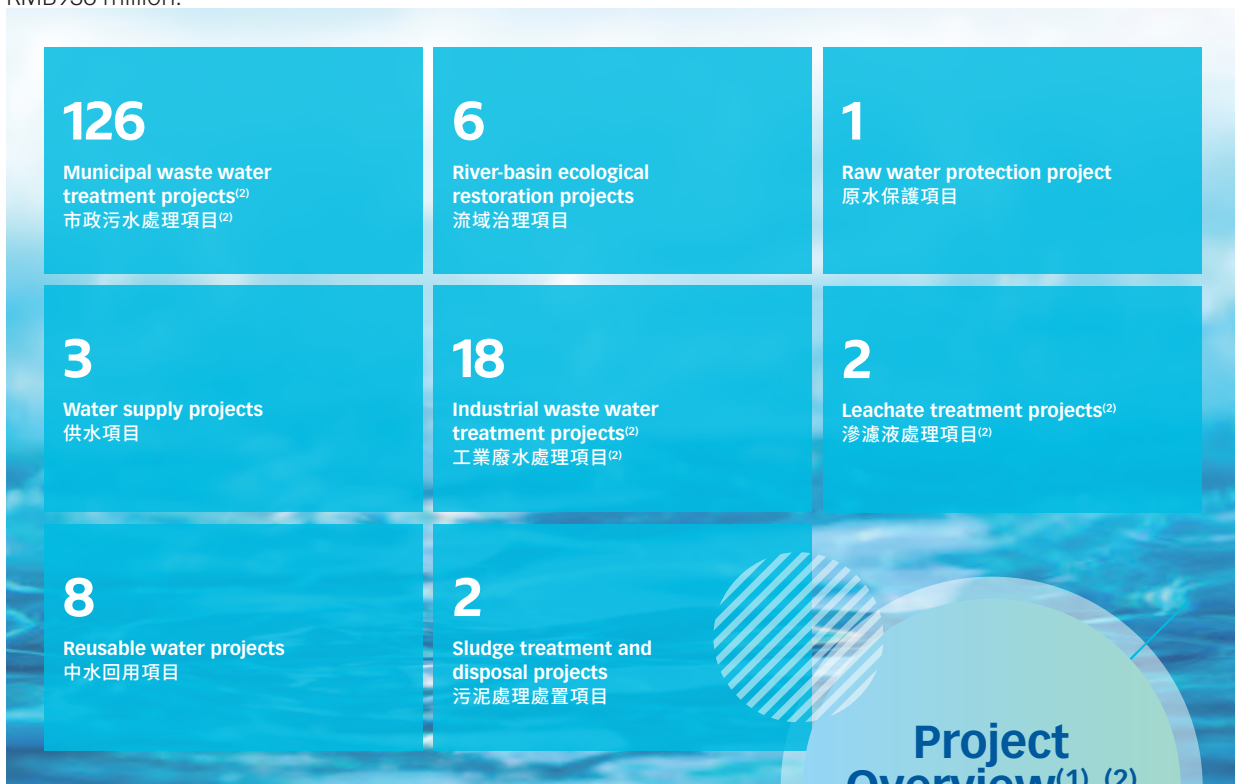 126
Municipal waste water
treatment projects(2)
市政污水處理項目(2)
6
River-basin ecological
restoration projects
流域治理項目
1
Raw water protection project
原水保護項目
3
Water supply projects
供水項目
18
Industrial waste water
treatment projects(2)
工業廢水處理項目(2)
2
Leachate treatment projects(2)
滲濾液處理項目(2)
8
Reusable water projects
中水回用項目
2
Sludge treatment and
disposal projects
污泥處理處置項目
Project
Overview(1), (2)